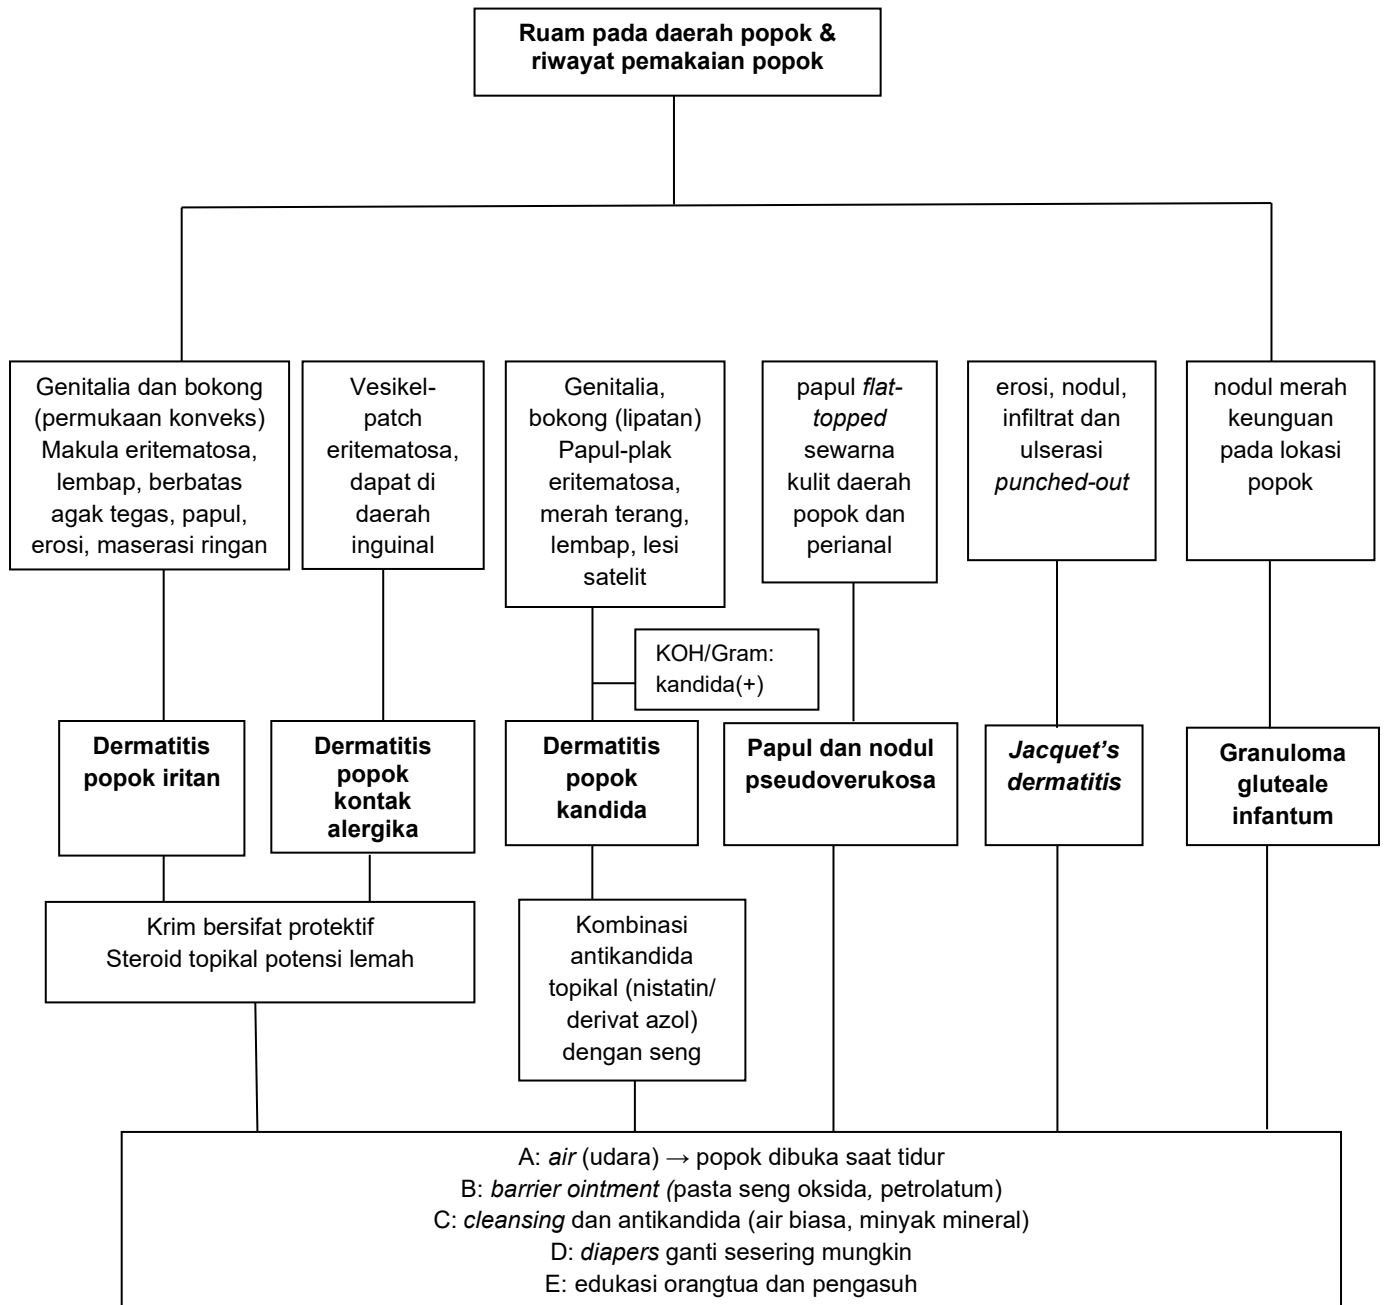 Ruam pada daerah popok &
riwayat pemakaian popok
Genitalia dan bokong
(permukaan konveks)
Makula eritematosa,
lembap, berbatas
agak tegas, papul,
erosi, maserasi ringan
Vesikel-
patch
eritematosa,
dapat di
daerah
inguinal
Genitalia,
bokong (lipatan)
Papul-plak
eritematosa,
merah terang,
lembap, lesi
satelit
papul flat-
topped
sewarna
kulit daerah
popok dan
perianal
erosi, nodul,
infiltrat dan
ulserasi
punched-out
nodul merah
keunguan
pada lokasi
popok
KOH/Gram:
kandida(+)
Dermatitis
popok iritan
Dermatitis
popok
kontak
alergika
Dermatitis
popok
kandida
Papul dan nodul
pseudoverukosa
Jacquet's
dermatitis
Granuloma
gluteale
infantum
Krim bersifat protektif
Steroid topikal potensi lemah
Kombinasi
antikandida
topikal (nistatin/
derivat azol)
dengan seng
A: air (udara) → popok dibuka saat tidur
B: barrier ointment (pasta seng oksida, petrolatum)
C: cleansing dan antikandida (air biasa, minyak mineral)
D: diapers ganti sesering mungkin
E: edukasi orangtua dan pengasuh